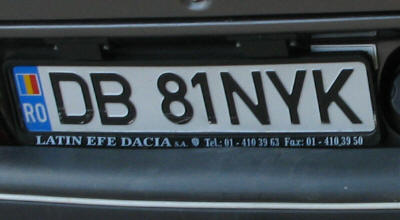 RO DB 81NYK
LATIN EFE DACIA S.A. Tel.: 01 - 410 39 63 Fax: 01 - 410,39 50